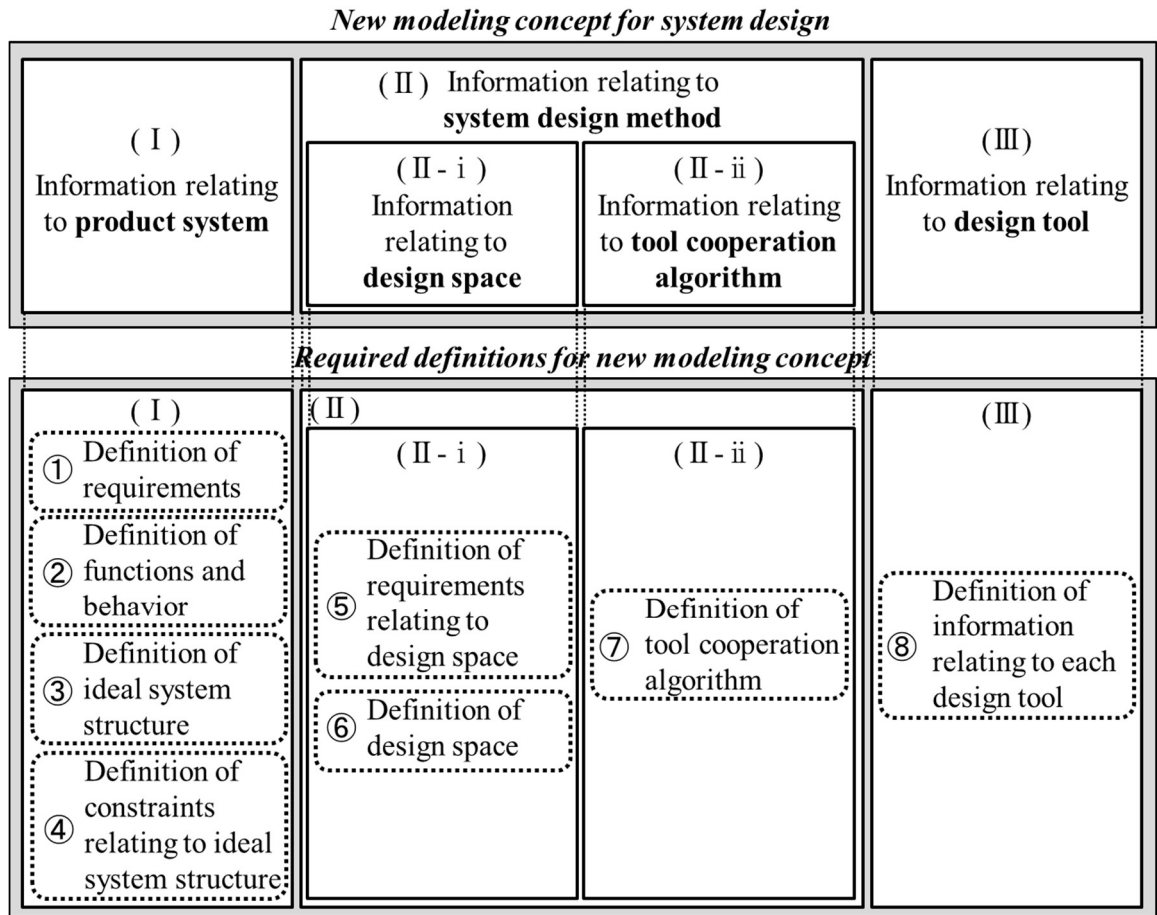 New modeling concept for system design
(Ⅰ)
Information relating
to product system
(Ⅱ) Information relating to
system design method
(Ⅱ-ⅰ)
Information
relating to
design space
(Ⅱ-ⅱ)
Information relating
to tool cooperation
algorithm
(Ⅲ)
Information relating
to design tool
Required definitions for new modeling concept
(Ⅰ)
① Definition of
requirements
② Definition of
functions and
behavior
③ Definition of
ideal system
structure
④ Definition of
constraints
relating to ideal
system structure
(Ⅱ)
(Ⅱ-ⅰ)
⑤ Definition of
requirements
relating to
design space
⑥ Definition of
design space
(Ⅱ-ⅱ)
⑦ Definition of
tool cooperation
algorithm
(Ⅲ)
⑧ Definition of
information
relating to each
design tool